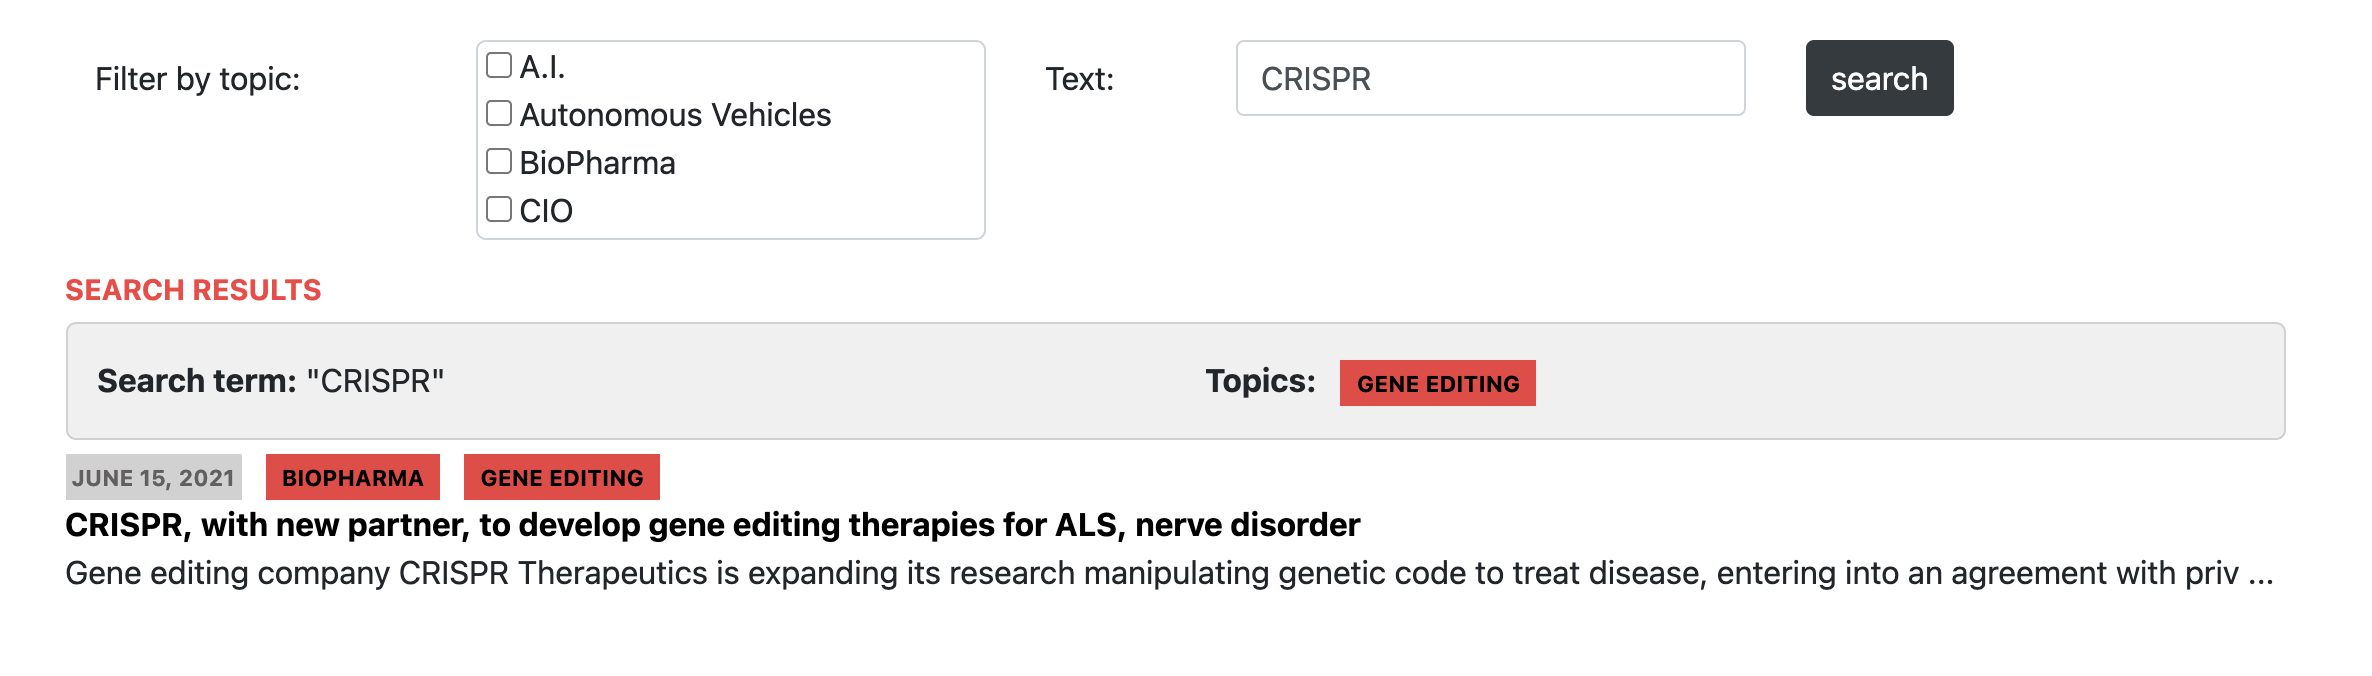 Filter by topic:
A.I.
Autonomous Vehicles
BioPharma
CIO
Text:
CRISPR
search
SEARCH RESULTS
Search term: "CRISPR" Topics: GENE EDITING
JUNE 15, 2021 BIOPHARMA GENE EDITING
CRISPR, with new partner, to develop gene editing therapies for ALS, nerve disorder
Gene editing company CRISPR Therapeutics is expanding its research manipulating genetic code to treat disease, entering into an agreement with priv ...